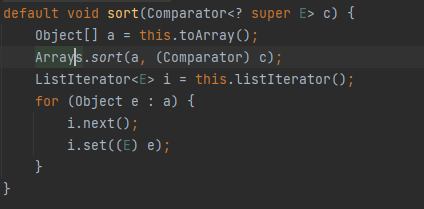 default void sort(Comparator<? super E> c) {
    Object[] a = this.toArray();
    Arrays.sort(a, (Comparator) c);
    ListIterator<E> i = this.listIterator();
    for (Object e : a) {
        i.next();
        i.set((E) e);
    }
}